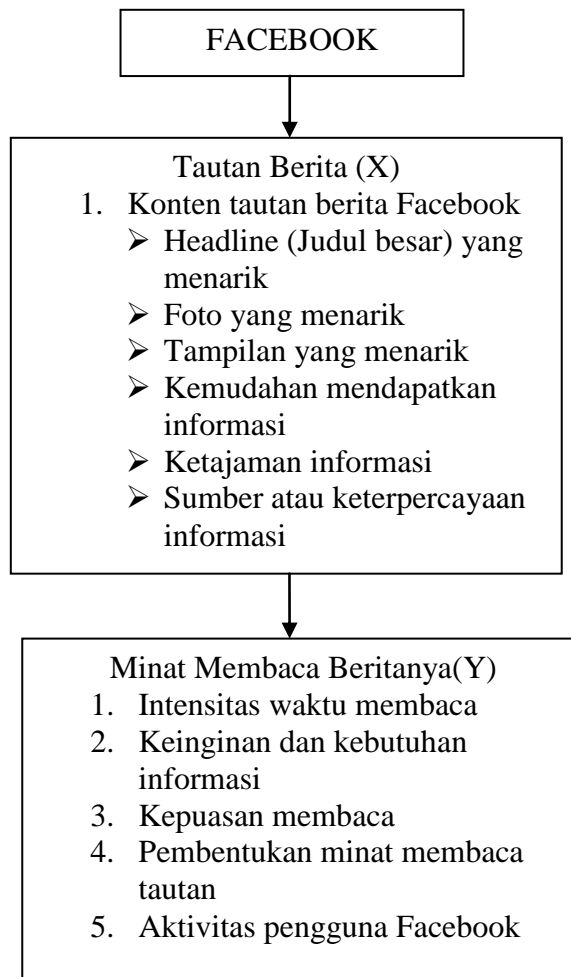 FACEBOOK
Tautan Berita (X)
1. Konten tautan berita Facebook
➢ Headline (Judul besar) yang
menarik
➢ Foto yang menarik
➢ Tampilan yang menarik
➢ Kemudahan mendapatkan
informasi
➢ Ketajaman informasi
➢ Sumber atau keterpercayaan
informasi
Minat Membaca Beritanya(Y)
1. Intensitas waktu membaca
2. Keinginan dan kebutuhan
informasi
3. Kepuasan membaca
4. Pembentukan minat membaca
tautan
5. Aktivitas pengguna Facebook